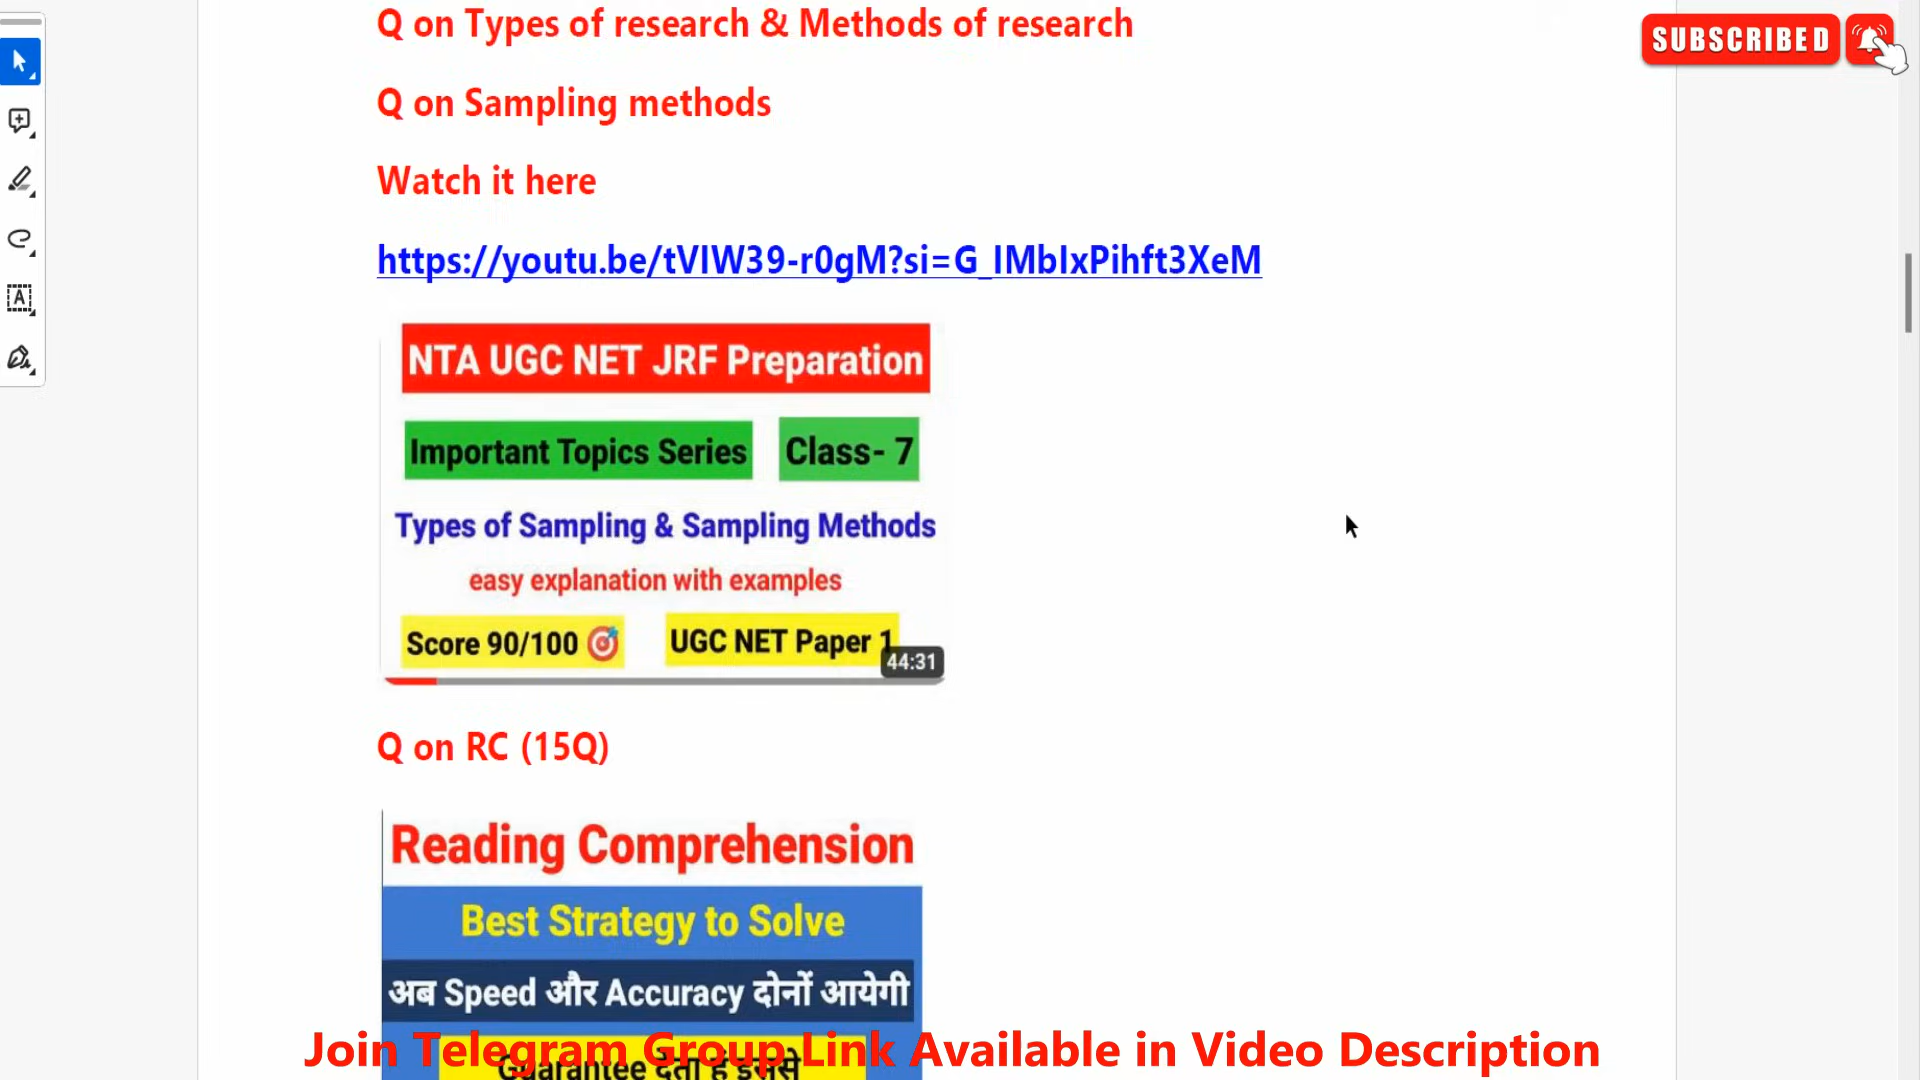 Q on Types of research & Methods of research
SUBSCRIBED
Q on Sampling methods
Watch it here
https://youtu.be/tVIW39-r0gM?si=G_IMbIxPihft3XeM
NTA UGC NET JRF Preparation
Important Topics Series Class- 7
Types of Sampling & Sampling Methods
easy explanation with examples
Score 90/100 🎯 UGC NET Paper 1
44:31
Q on RC (15Q)
Reading Comprehension
Best Strategy to Solve
अब Speed और Accuracy दोनों आयेगी
Guarantee देता है इससे
Join Telegram Group Link Available in Video Description